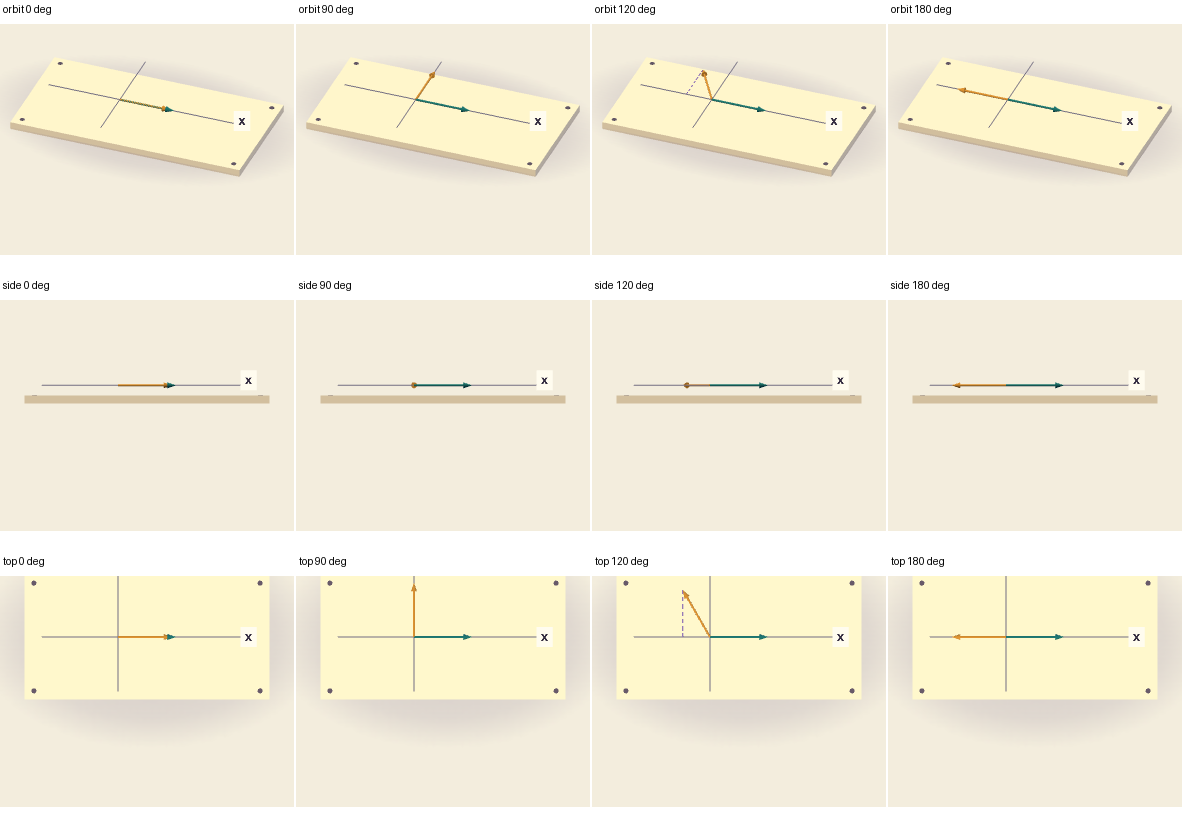 orbit 0 deg
orbit 90 deg
orbit 120 deg
orbit 180 deg
X
X
X
X
side 0 deg
side 90 deg
side 120 deg
side 180 deg
X
X
X
X
top 0 deg
top 90 deg
top 120 deg
top 180 deg
X
X
X
X